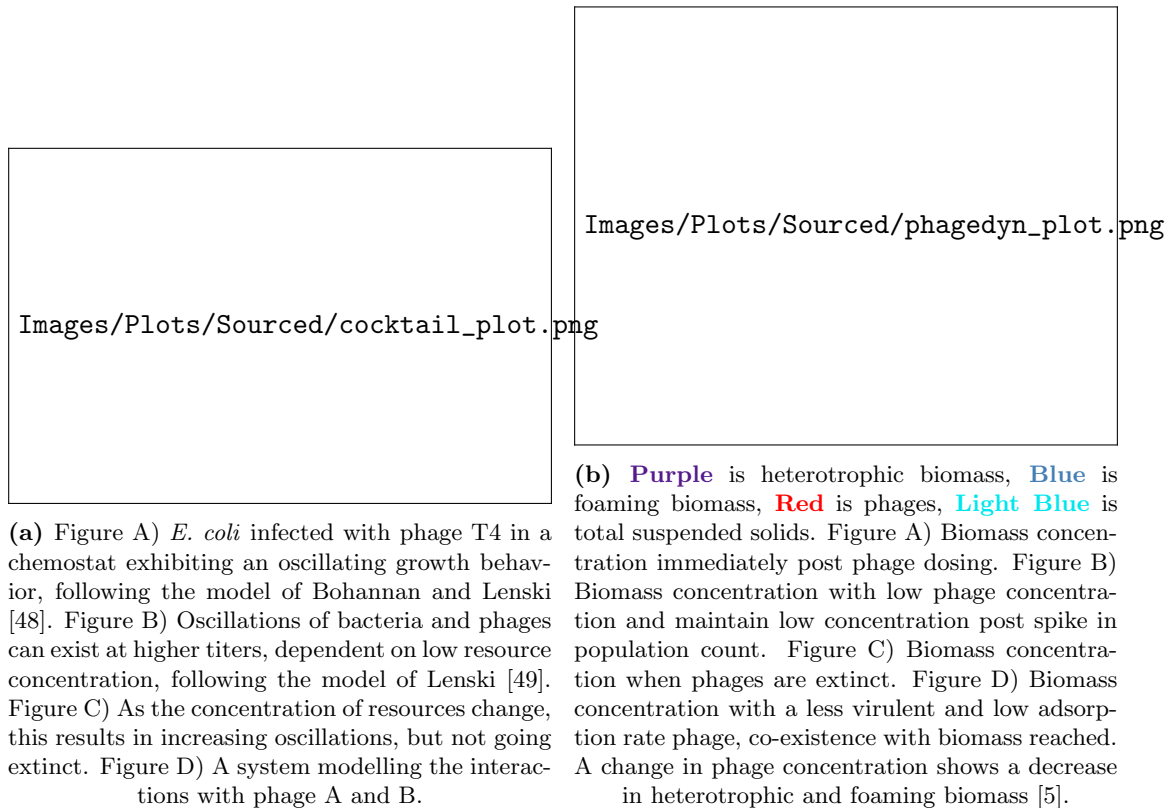 Images/Plots/Sourced/cocktail_plot.png
(a) Figure A) E. coli infected with phage T4 in a
chemostat exhibiting an oscillating growth behav-
ior, following the model of Bohannan and Lenski
[48]. Figure B) Oscillations of bacteria and phages
can exist at higher titers, dependent on low resource
concentration, following the model of Lenski [49].
Figure C) As the concentration of resources change,
this results in increasing oscillations, but not going
extinct. Figure D) A system modelling the interac-
tions with phage A and B.
Images/Plots/Sourced/phagedyn_plot.png
(b) Purple is heterotrophic biomass, Blue is
foaming biomass, Red is phages, Light Blue is
total suspended solids. Figure A) Biomass concen-
tration immediately post phage dosing. Figure B)
Biomass concentration with low phage concentra-
tion and maintain low concentration post spike in
population count. Figure C) Biomass concentra-
tion when phages are extinct. Figure D) Biomass
concentration with a less virulent and low adsorp-
tion rate phage, co-existence with biomass reached.
A change in phage concentration shows a decrease
in heterotrophic and foaming biomass [5].